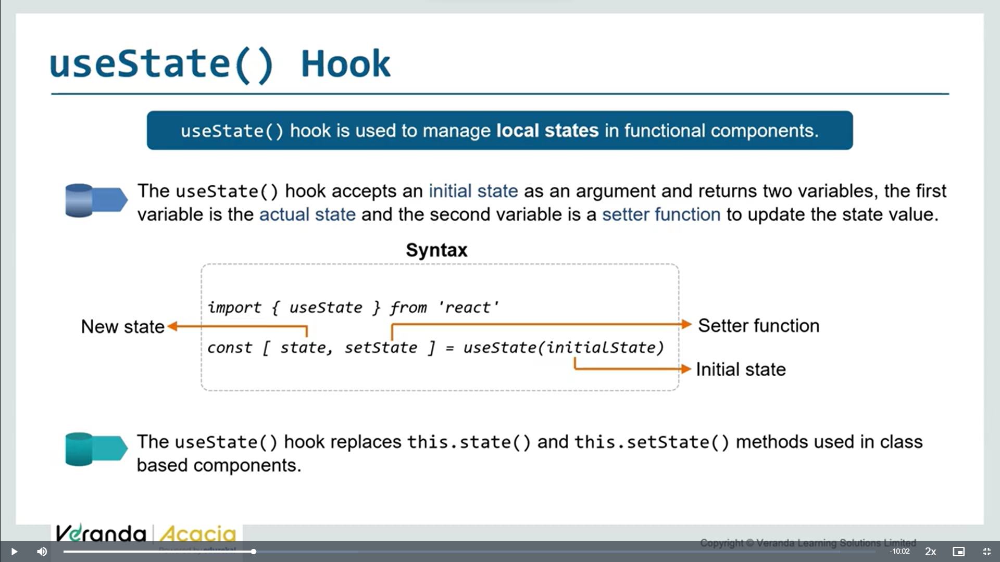 useState() Hook
useState() hook is used to manage local states in functional components.
The useState() hook accepts an initial state as an argument and returns two variables, the first
variable is the actual state and the second variable is a setter function to update the state value.
Syntax
import { useState } from 'react'
New state
Setter function
const [ state, setState ] = useState(initialState)
Initial state
The useState() hook replaces this.state() and this.setState() methods used in class
based components.
Veranda | Acacia
Powered by edureka!
Copyright © Veranda Learning Solutions Limited
-10:02
2x